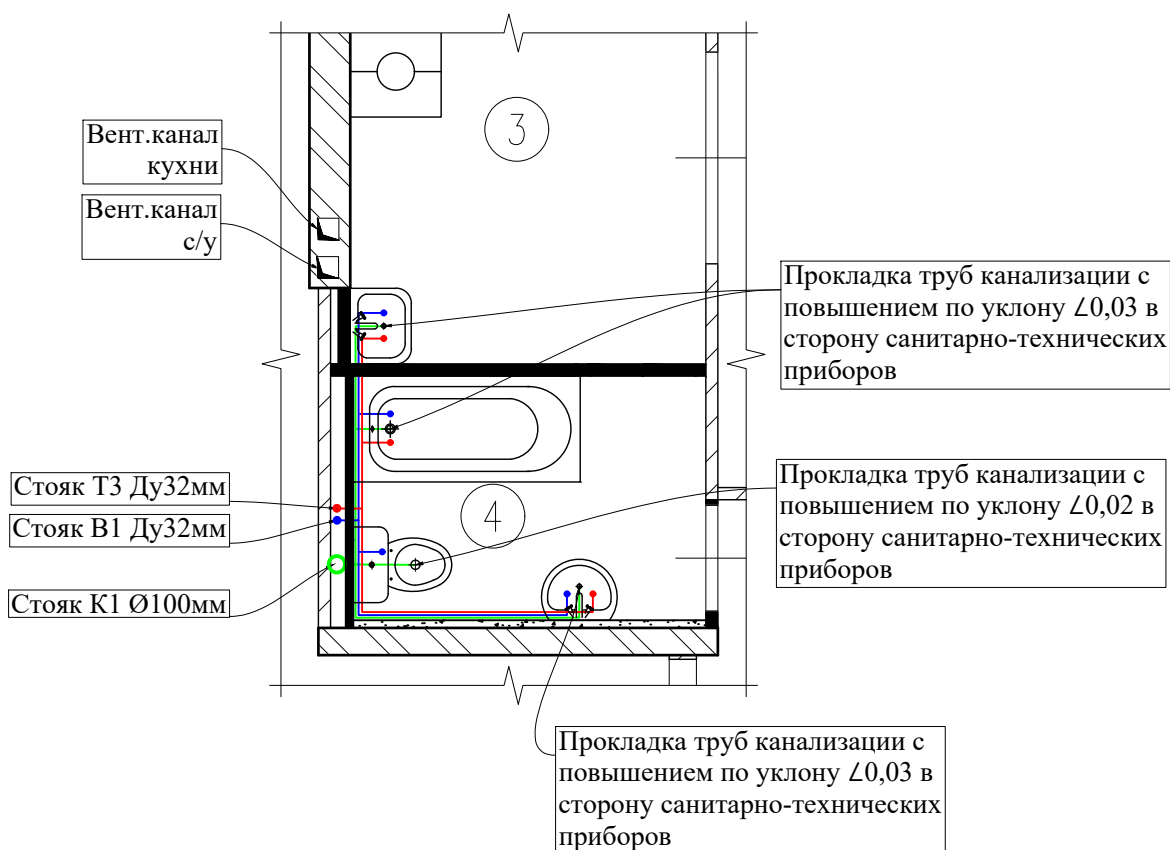 3
Вент.канал
кухни
Вент.канал
с/у
Прокладка труб канализации с
повышением по уклону ∠0,03 в
сторону санитарно-технических
приборов
Стояк Т3 Ду32мм
Стояк В1 Ду32мм
Стояк К1 Ø100мм
4
Прокладка труб канализации с
повышением по уклону ∠0,02 в
сторону санитарно-технических
приборов
Прокладка труб канализации с
повышением по уклону ∠0,03 в
сторону санитарно-технических
приборов